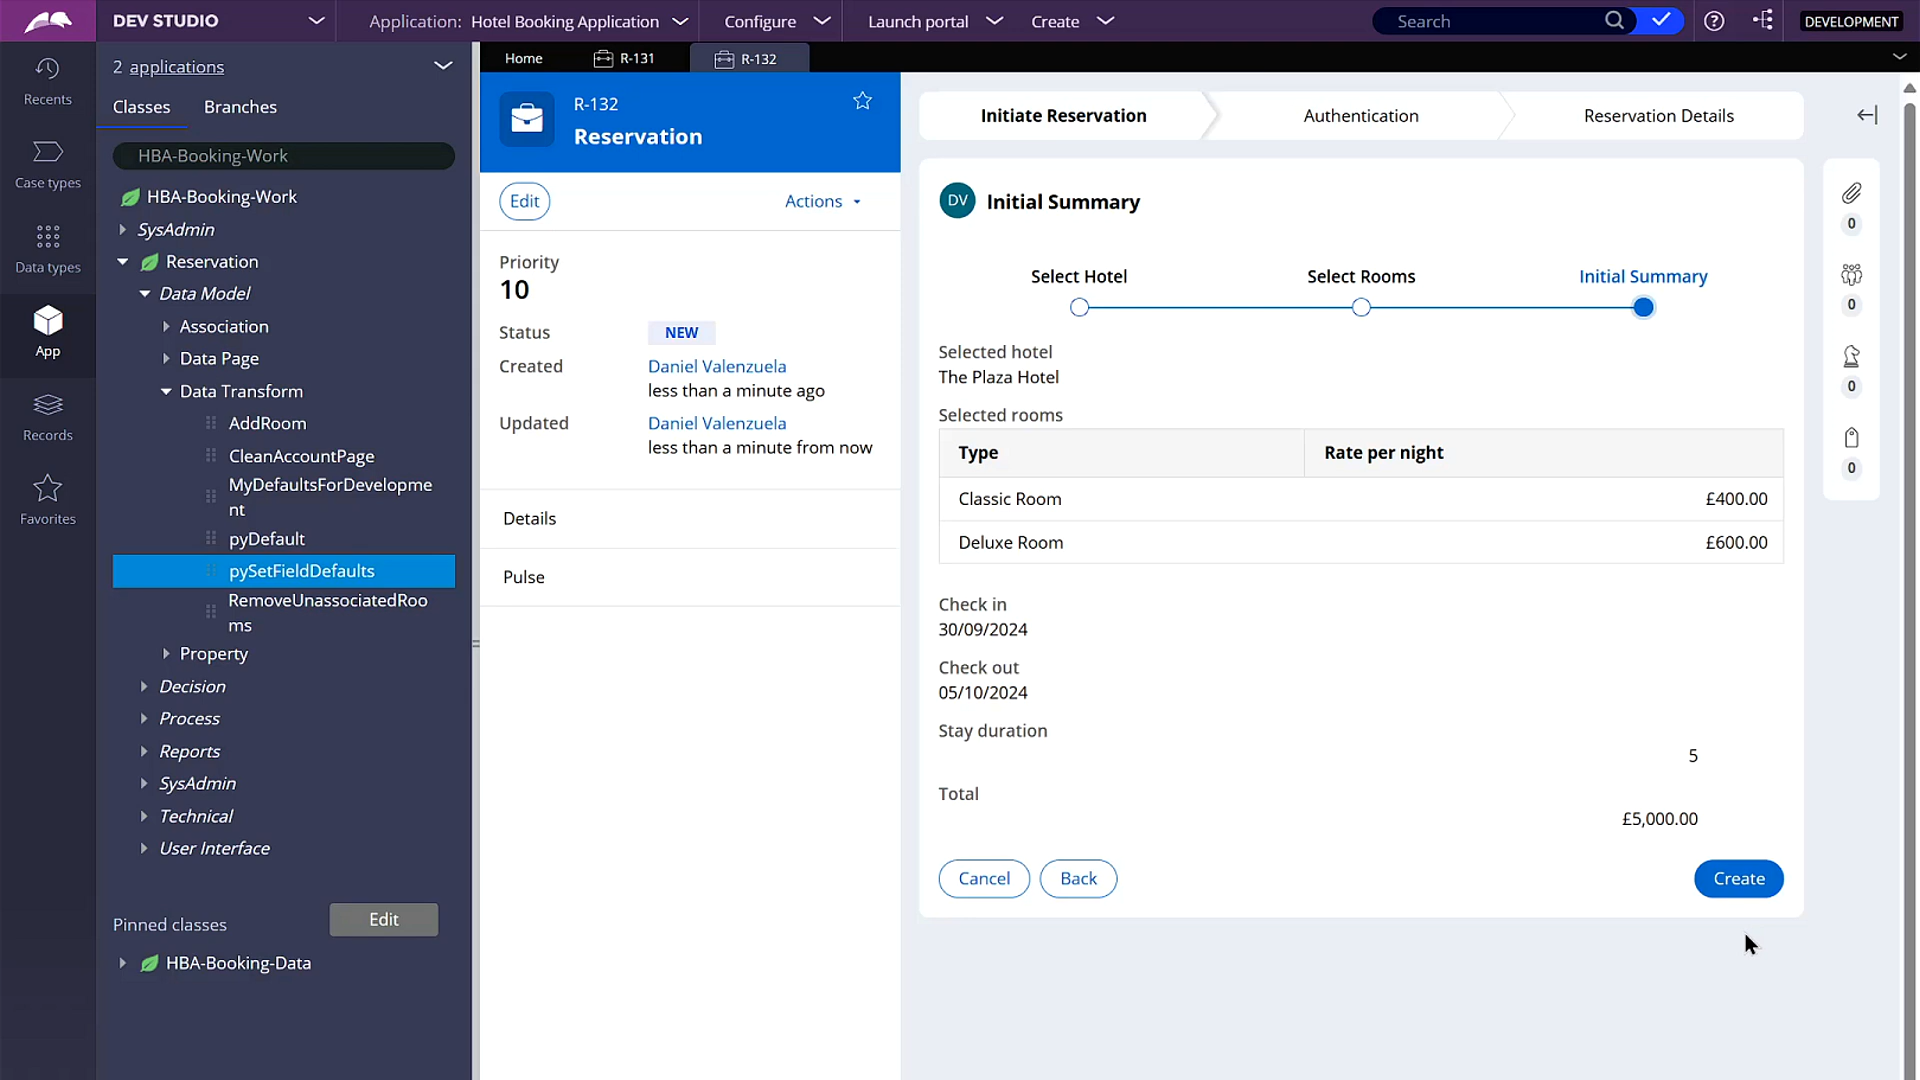 DEV STUDIO
Application: Hotel Booking Application
Configure
Launch portal
Create
Search
DEVELOPMENT
Recents
Case types
Data types
App
Records
Favorites
2 applications
Classes
Branches
HBA-Booking-Work
HBA-Booking-Work
SysAdmin
Reservation
Data Model
Association
Data Page
Data Transform
AddRoom
CleanAccountPage
MyDefaultsForDevelopme
nt
pyDefault
pySetFieldDefaults
RemoveUnassociatedRoo
ms
Property
Decision
Process
Reports
SysAdmin
Technical
User Interface
Pinned classes
Edit
HBA-Booking-Data
Home
R-131
R-132
R-132
Reservation
Edit
Actions
Priority
10
Status
NEW
Created
Daniel Valenzuela
less than a minute ago
Updated
Daniel Valenzuela
less than a minute from now
Details
Pulse
Initiate Reservation
Authentication
Reservation Details
DV
Initial Summary
Select Hotel
Select Rooms
Initial Summary
Selected hotel
The Plaza Hotel
Selected rooms
Type
Rate per night
Classic Room
£400.00
Deluxe Room
£600.00
Check in
30/09/2024
Check out
05/10/2024
Stay duration
5
Total
£5,000.00
Cancel
Back
Create
0
0
0
0